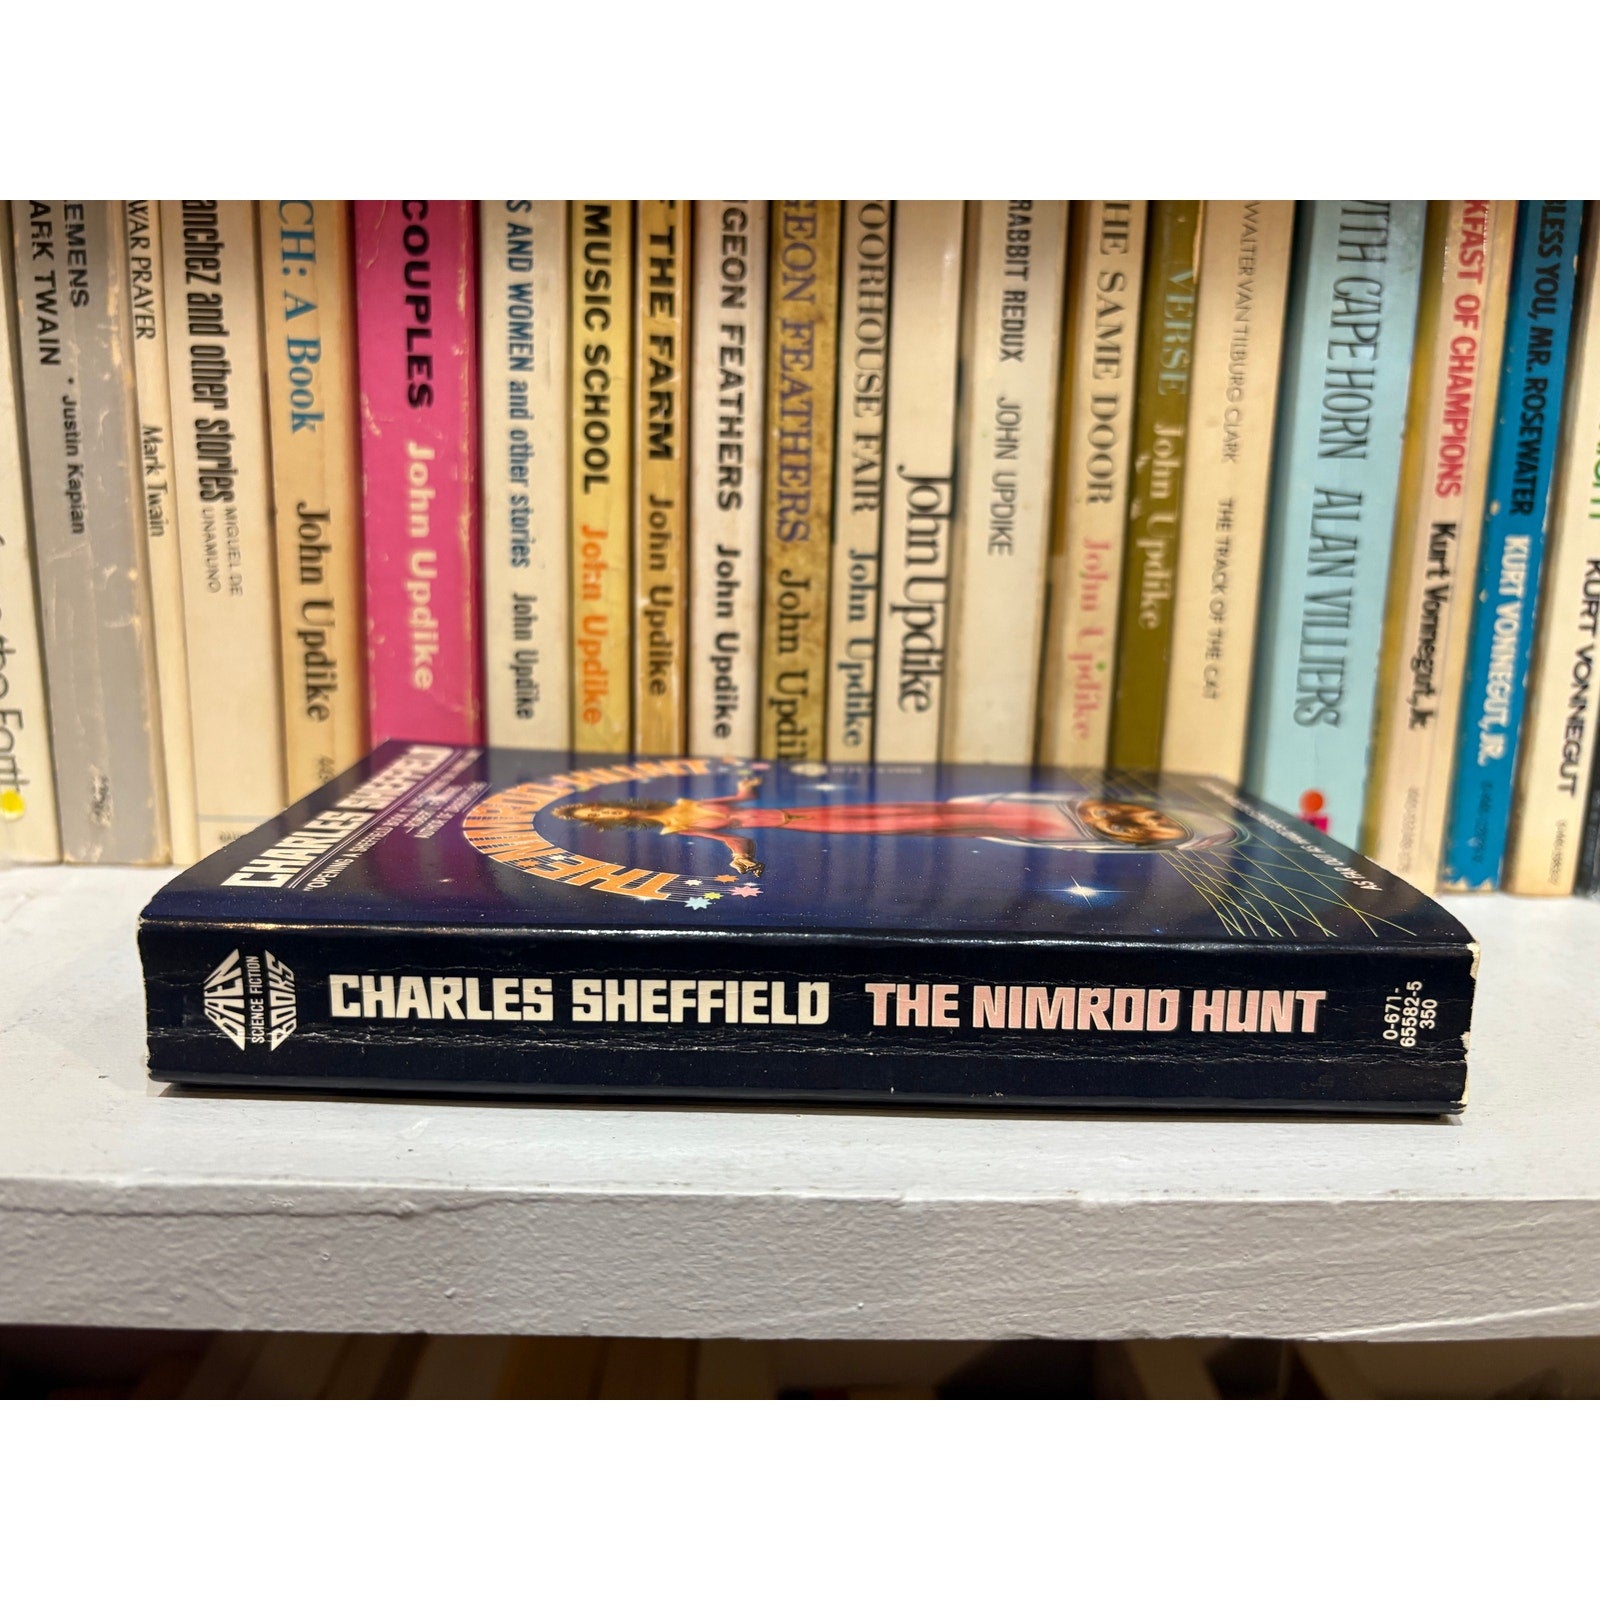 EMENS
ARK TWAIN • Justin Kaplan
WAR PRAYER Mark Twain
anchez and other stories MIGUEL DE
UNAMUNO
CH: A Book John Updike
COUPLES John Updike
S AND WOMEN and other stories John Updike
MUSIC SCHOOL John Updike
THE FARM John Updike
GEON FEATHERS John Updike
GEON FEATHERS John Updik
OORHOUSE FAIR John Updike
John Updike
RABBIT REDUX JOHN UPDIKE
HE SAME DOOR John Updike
VERSE John Updike
WALTER VAN TILBURG CLARK THE TRACK OF THE CAT
WITH CAPE HORN ALAN VILLIERS
KFAST OF CHAMPIONS Kurt Vonnegut, Jr.
BLESS YOU, MR. ROSEWATER KURT VONNEGUT, JR.
KURT VONNEGUT
CHARLES SHEFFIELD
THE NIMROD HUNT
BAEN
SCIENCE FICTION
BOOKS
CHARLES SHEFFIELD THE NIMROD HUNT
0-671-
65582-5
350